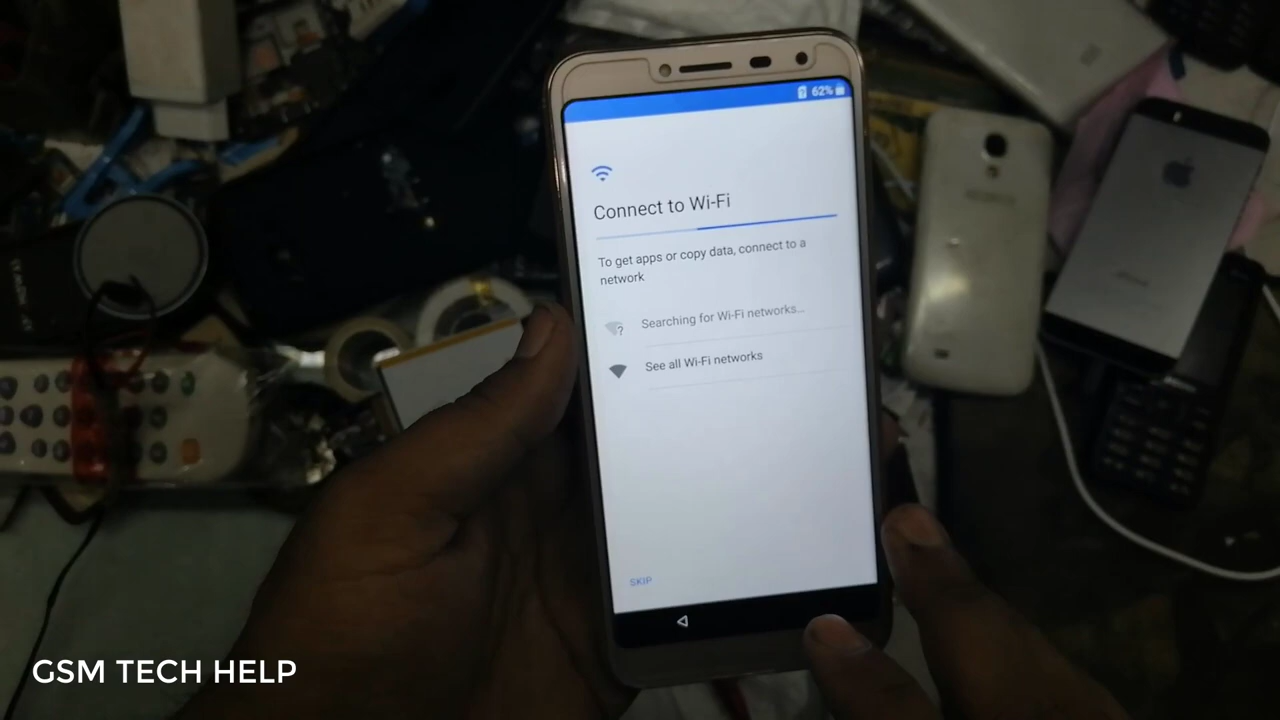 62%
Connect to Wi-Fi
To get apps or copy data, connect to a
network
?
Searching for Wi-Fi networks...
See all Wi-Fi networks
SKIP
GSM TECH HELP